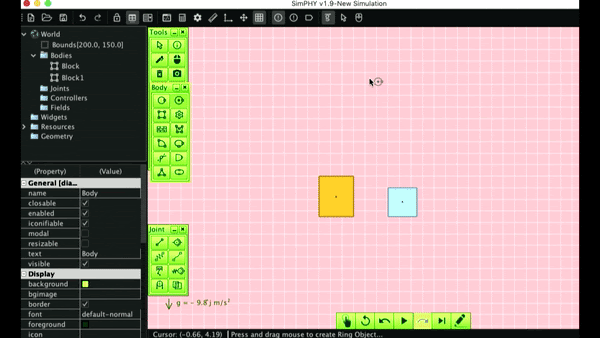 SimPHY v1.9-New Simulation
World
Bounds[200.0, 150.0]
Bodies
Block
Block1
Joints
Controllers
Fields
Widgets
Resources
Geometry
(Property) (Value)
General [dia...
name Body
closable
enabled
iconifiable
modal
resizable
text Body
visible
Display
background
bgimage
border
font default-normal
foreground
icon
Tools
Body
Joint
g = - 9.8 j m/s²
Cursor: (-0.66, 4.19) Press and drag mouse to create Ring Object...